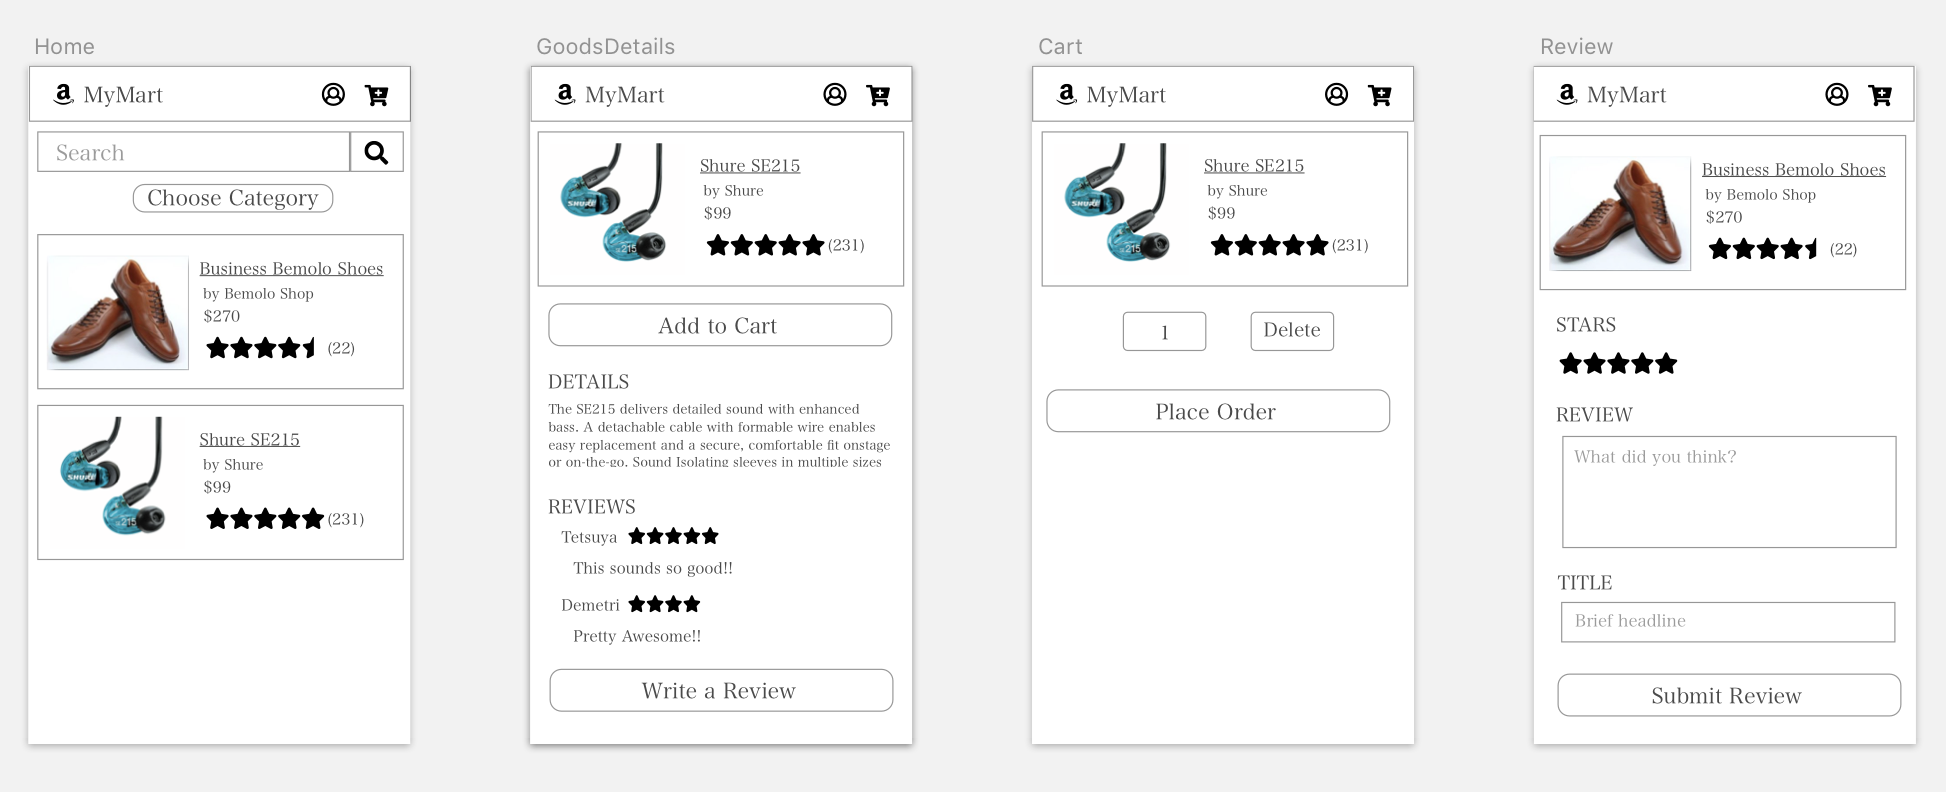 Home
MyMart
Search
Choose Category
Business Bemolo Shoes
by Bemolo Shop
$270
(22)
SHURE
215
Shure SE215
by Shure
$99
(231)
GoodsDetails
MyMart
SHURE
215
Shure SE215
by Shure
$99
(231)
Add to Cart
DETAILS
The SE215 delivers detailed sound with enhanced
bass. A detachable cable with formable wire enables
easy replacement and a secure, comfortable fit onstage
or on-the-go. Sound Isolating sleeves in multiple sizes
REVIEWS
Tetsuya
This sounds so good!!
Demetri
Pretty Awesome!!
Write a Review
Cart
MyMart
SHURE
215
Shure SE215
by Shure
$99
(231)
1
Delete
Place Order
Review
MyMart
Business Bemolo Shoes
by Bemolo Shop
$270
(22)
STARS
REVIEW
What did you think?
TITLE
Brief headline
Submit Review